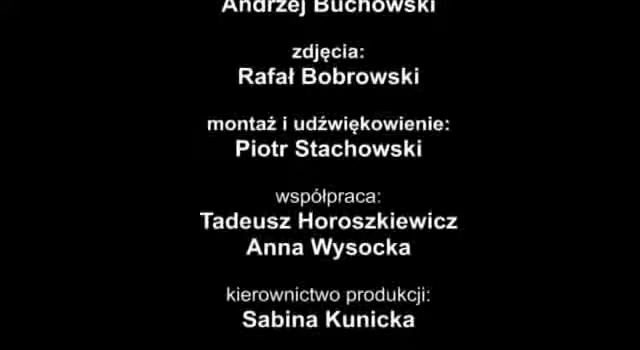 Andrzej Buchowski
zdjęcia:
Rafał Bobrowski
montaż i udźwiękowienie:
Piotr Stachowski
współpraca:
Tadeusz Horoszkiewicz
Anna Wysocka
kierownictwo produkcji:
Sabina Kunicka